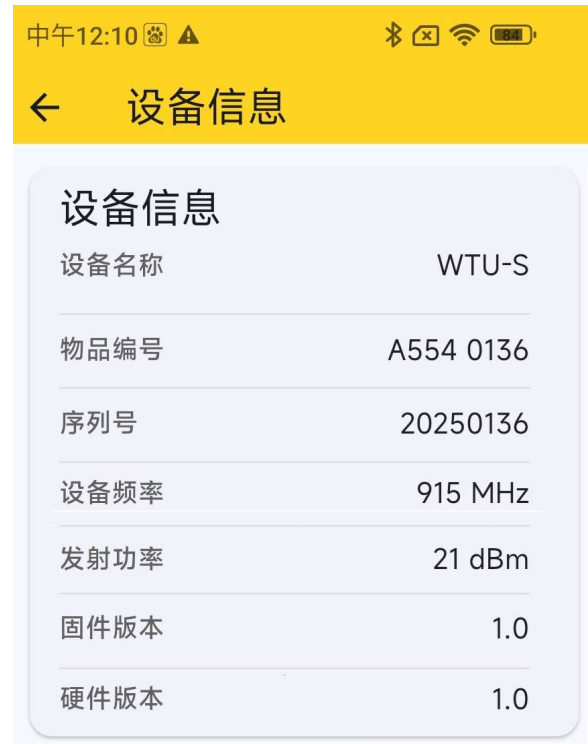 中午12:10
84
设备信息
设备信息
设备名称 WTU-S
物品编号 A554 0136
序列号 20250136
设备频率 915 MHz
发射功率 21 dBm
固件版本 1.0
硬件版本 1.0